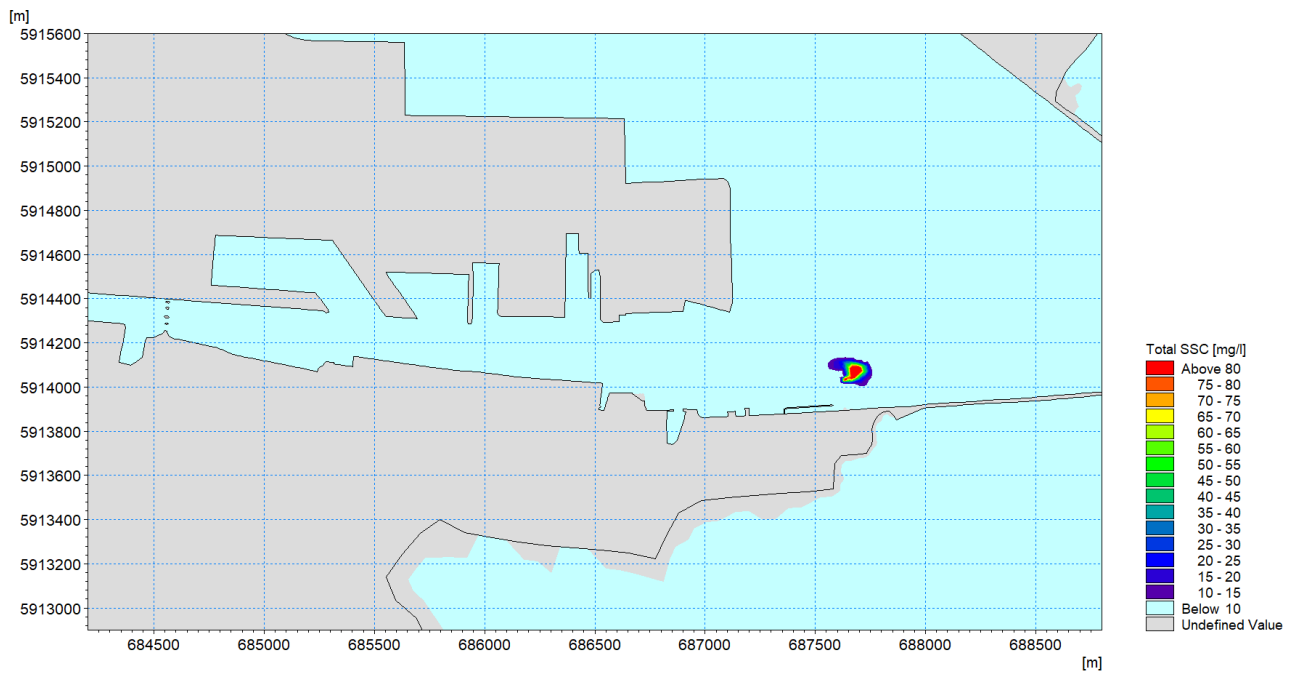 [m]
5915600
5915400
5915200
5915000
5914800
5914600
5914400
5914200
5914000
5913800
5913600
5913400
5913200
5913000
684500 685000 685500 686000 686500 687000 687500 688000 688500
[m]
Total SSC [mg/l]
Above 80
75 - 80
70 - 75
65 - 70
60 - 65
55 - 60
50 - 55
45 - 50
40 - 45
35 - 40
30 - 35
25 - 30
20 - 25
15 - 20
10 - 15
Below 10
Undefined Value